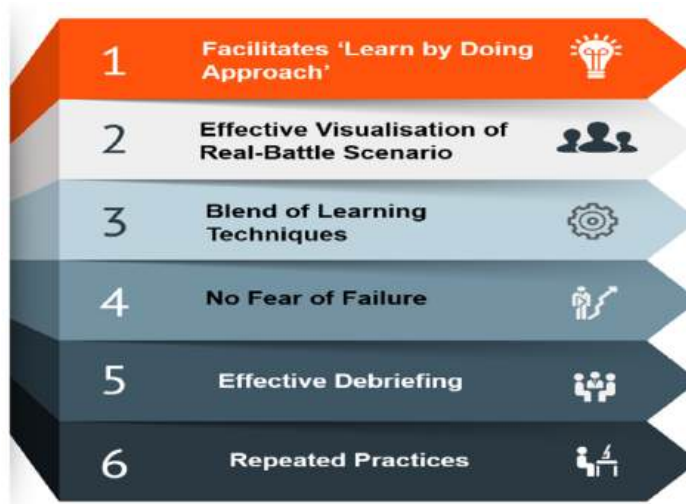 1
Facilitates ‘Learn by Doing
Approach’
2
Effective Visualisation of
Real-Battle Scenario
3
Blend of Learning
Techniques
4
No Fear of Failure
5
Effective Debriefing
6
Repeated Practices